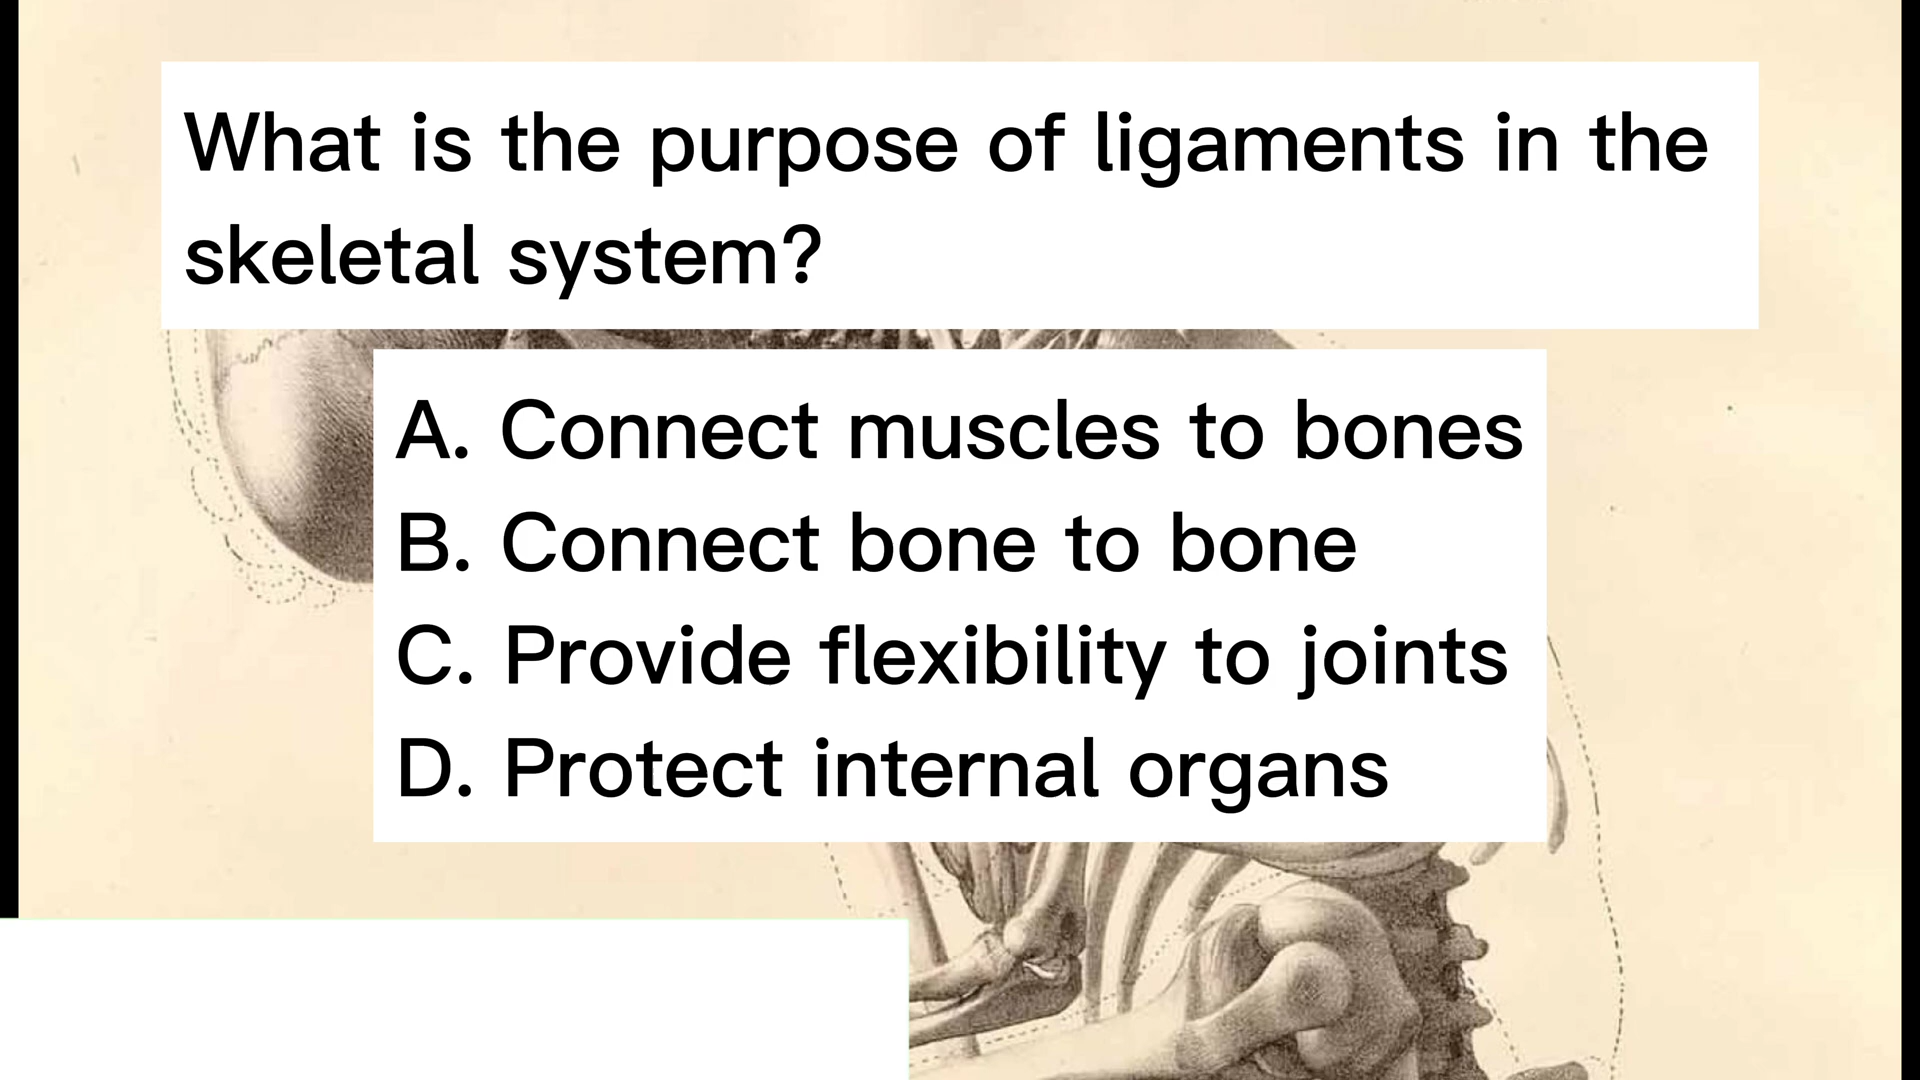 What is the purpose of ligaments in the
skeletal system?
A. Connect muscles to bones
B. Connect bone to bone
C. Provide flexibility to joints
D. Protect internal organs